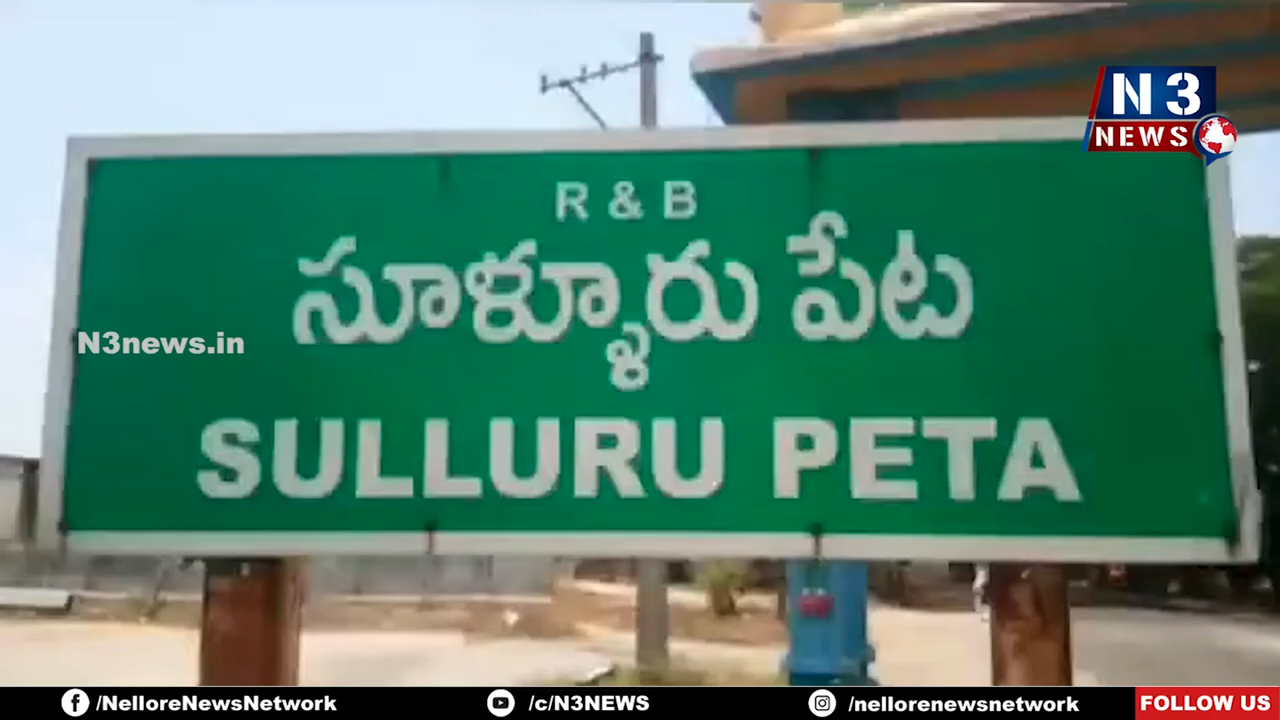 N3
NEWS
R & B
సూళ్ళూరు పేట
N3news.in
SULLURU PETA
/NelloreNewsNetwork
/c/N3NEWS
/nellorenewsnetwork
FOLLOW US